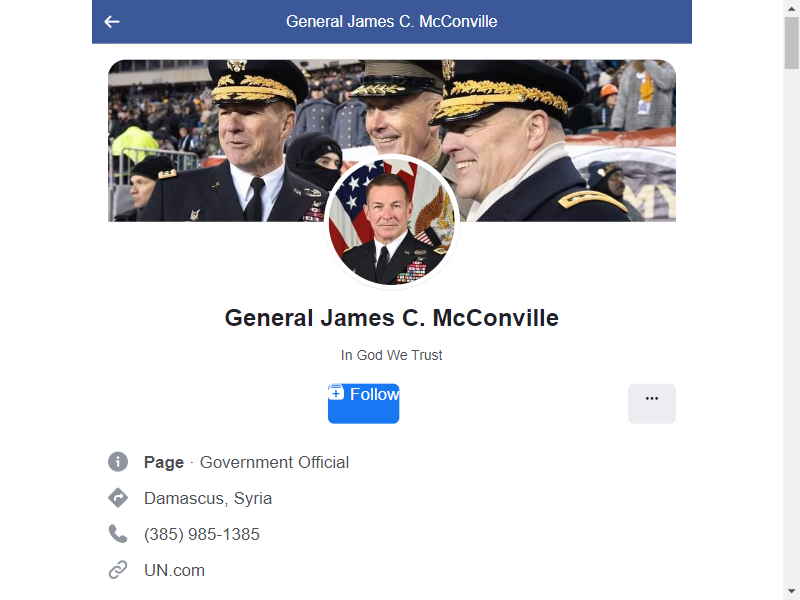 General James C. McConville
General James C. McConville
In God We Trust
Follow
...
Page · Government Official
Damascus, Syria
(385) 985-1385
UN.com